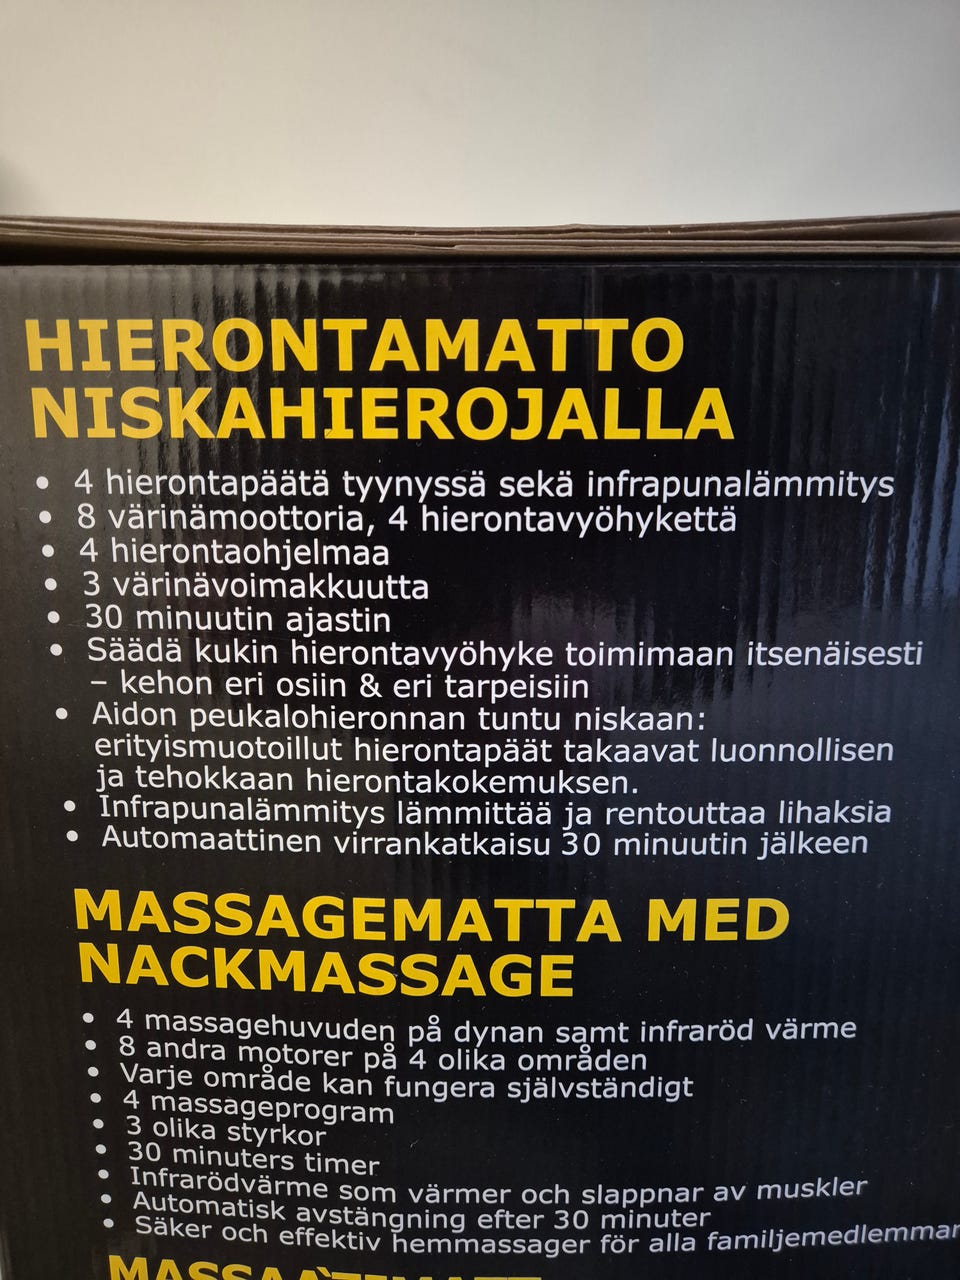 HIERONTAMATTO
NISKAHIEROJALLA
• 4 hierontapäätä tyynyssä sekä infrapunalämmitys
• 8 värinämoottoria, 4 hierontavyöhykettä
• 4 hierontaohjelmaa
• 3 värinävoimakkuutta
• 30 minuutin ajastin
• Säädä kukin hierontavyöhyke toimimaan itsenäisesti
– kehon eri osiin & eri tarpeisiin
• Aidon peukalohieronnan tuntu niskaan:
erityismuotoillut hierontapäät takaavat luonnollisen
ja tehokkaan hierontakokemuksen.
• Infrapunalämmitys lämmittää ja rentouttaa lihaksia
• Automaattinen virrankatkaisu 30 minuutin jälkeen
MASSAGEMATTA MED
NACKMASSAGE
• 4 massagehuvuden på dynan samt infraröd värme
• 8 andra motorer på 4 olika områden
• Varje område kan fungera självständigt
• 4 massageprogram
• 3 olika styrkor
• 30 minuters timer
• Infrarödvärme som värmer och slappnar av muskler
• Automatisk avstängning efter 30 minuter
• Säker och effektiv hemmassager för alla familjemedlemmar